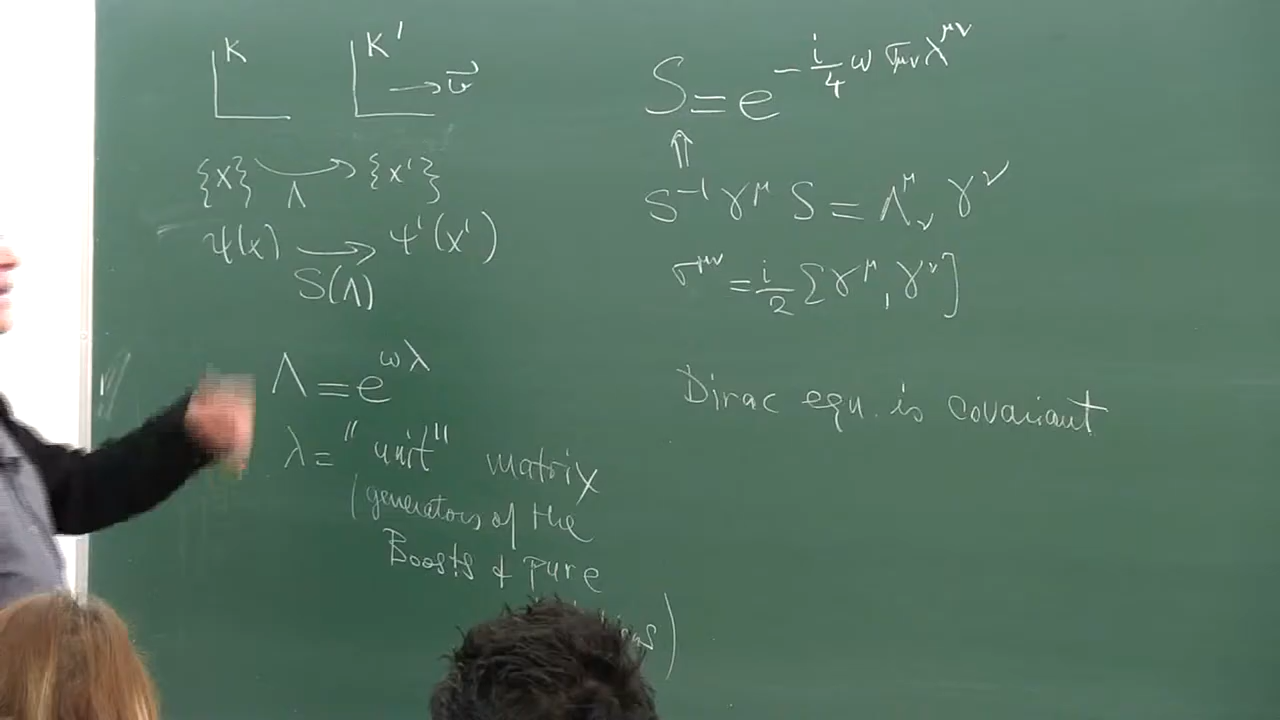 K K' v⃗
{x} → {x'}
Λ
ψ(x) → ψ'(x')
S(Λ)
Λ = e^{ωλ}
λ = "unit" matrix
(generators of the
Boosts & pure
)
S = e^{-i/4 ω σ_{μν} λ^{μν}}
⇑
S^{-1} γ^μ S = Λ^μ_ν γ^ν
σ^{μν} = i/2 [γ^μ, γ^ν]
Dirac eqn. is covariant